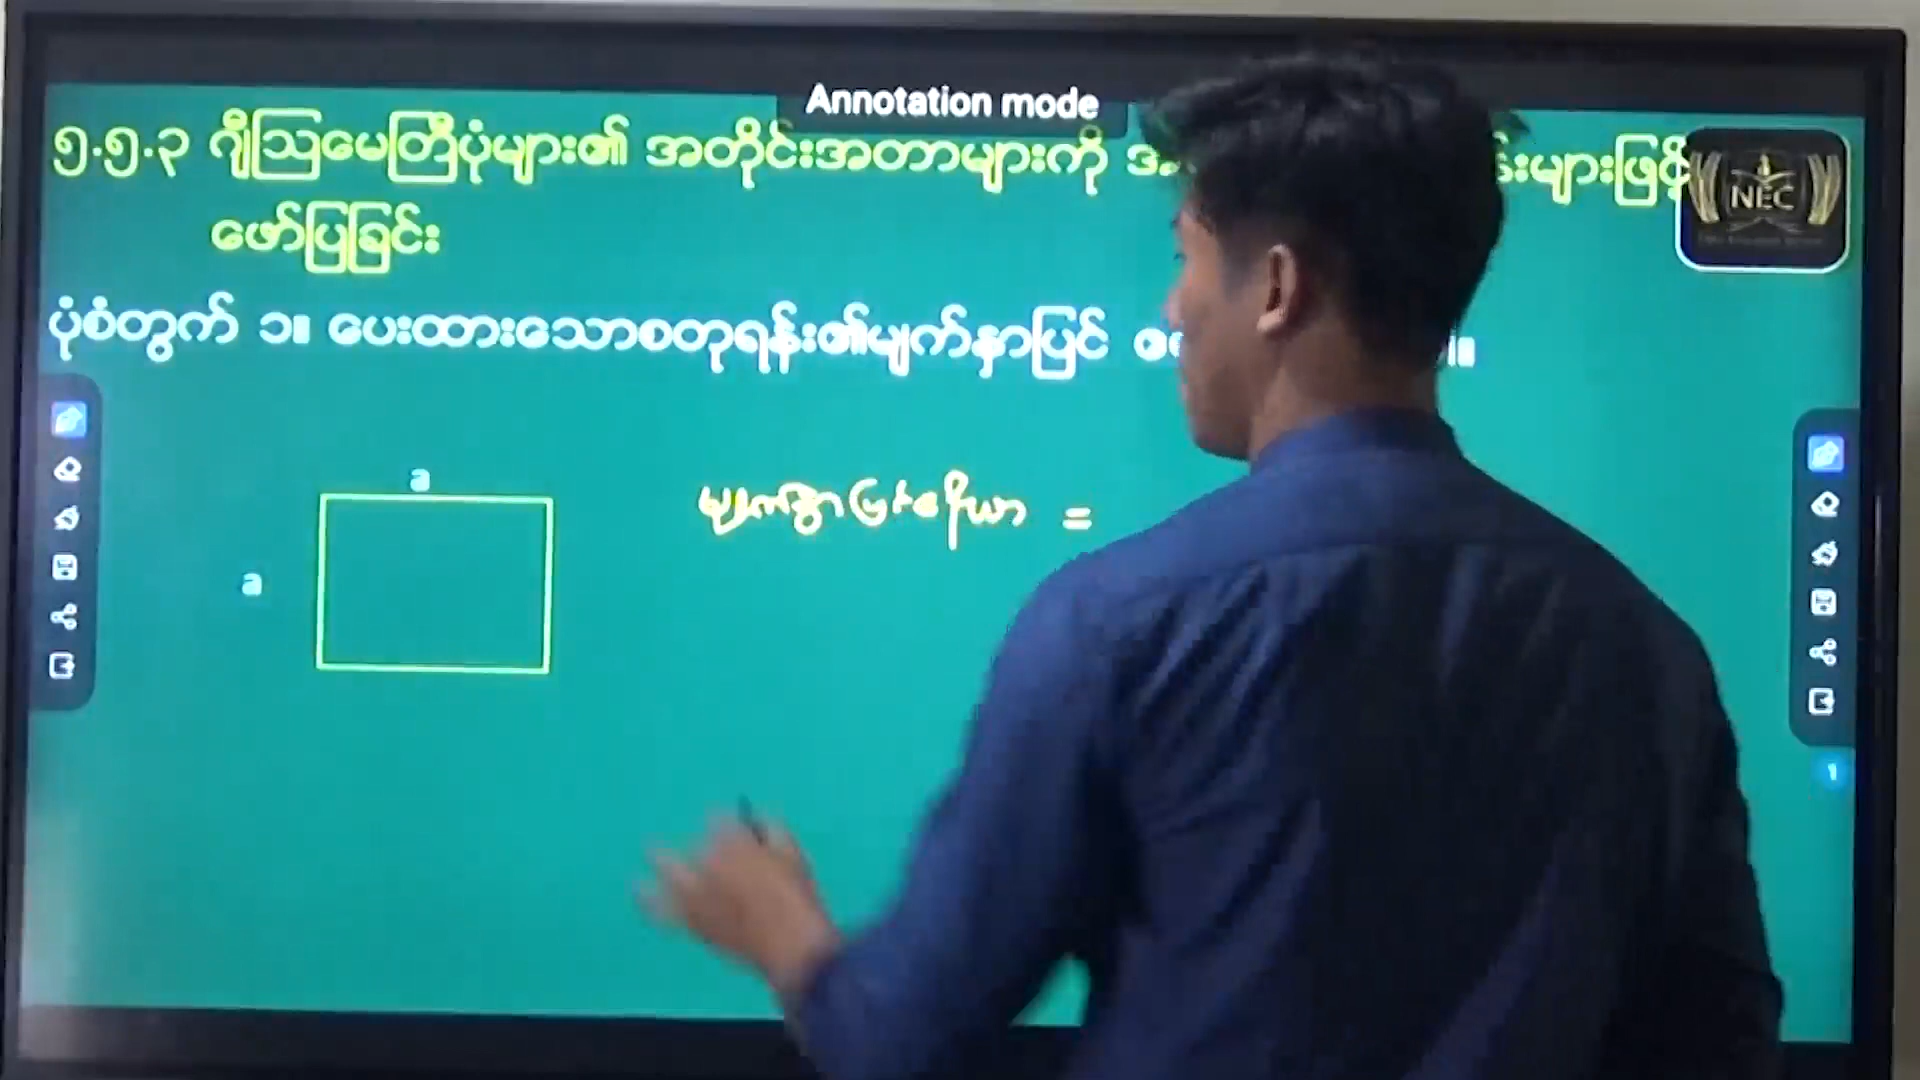 Annotation mode
၅.၅.၃ ဂျီဩမေတြီပုံများ၏ အတိုင်းအတာများကို
ဖော်ပြခြင်း
NEC
ပုံစံတွက် ၁။ ပေးထားသောစတုရန်း၏မျက်နှာပြင်
a
မျက်နှာပြင်ဧရိယာ =
a
1